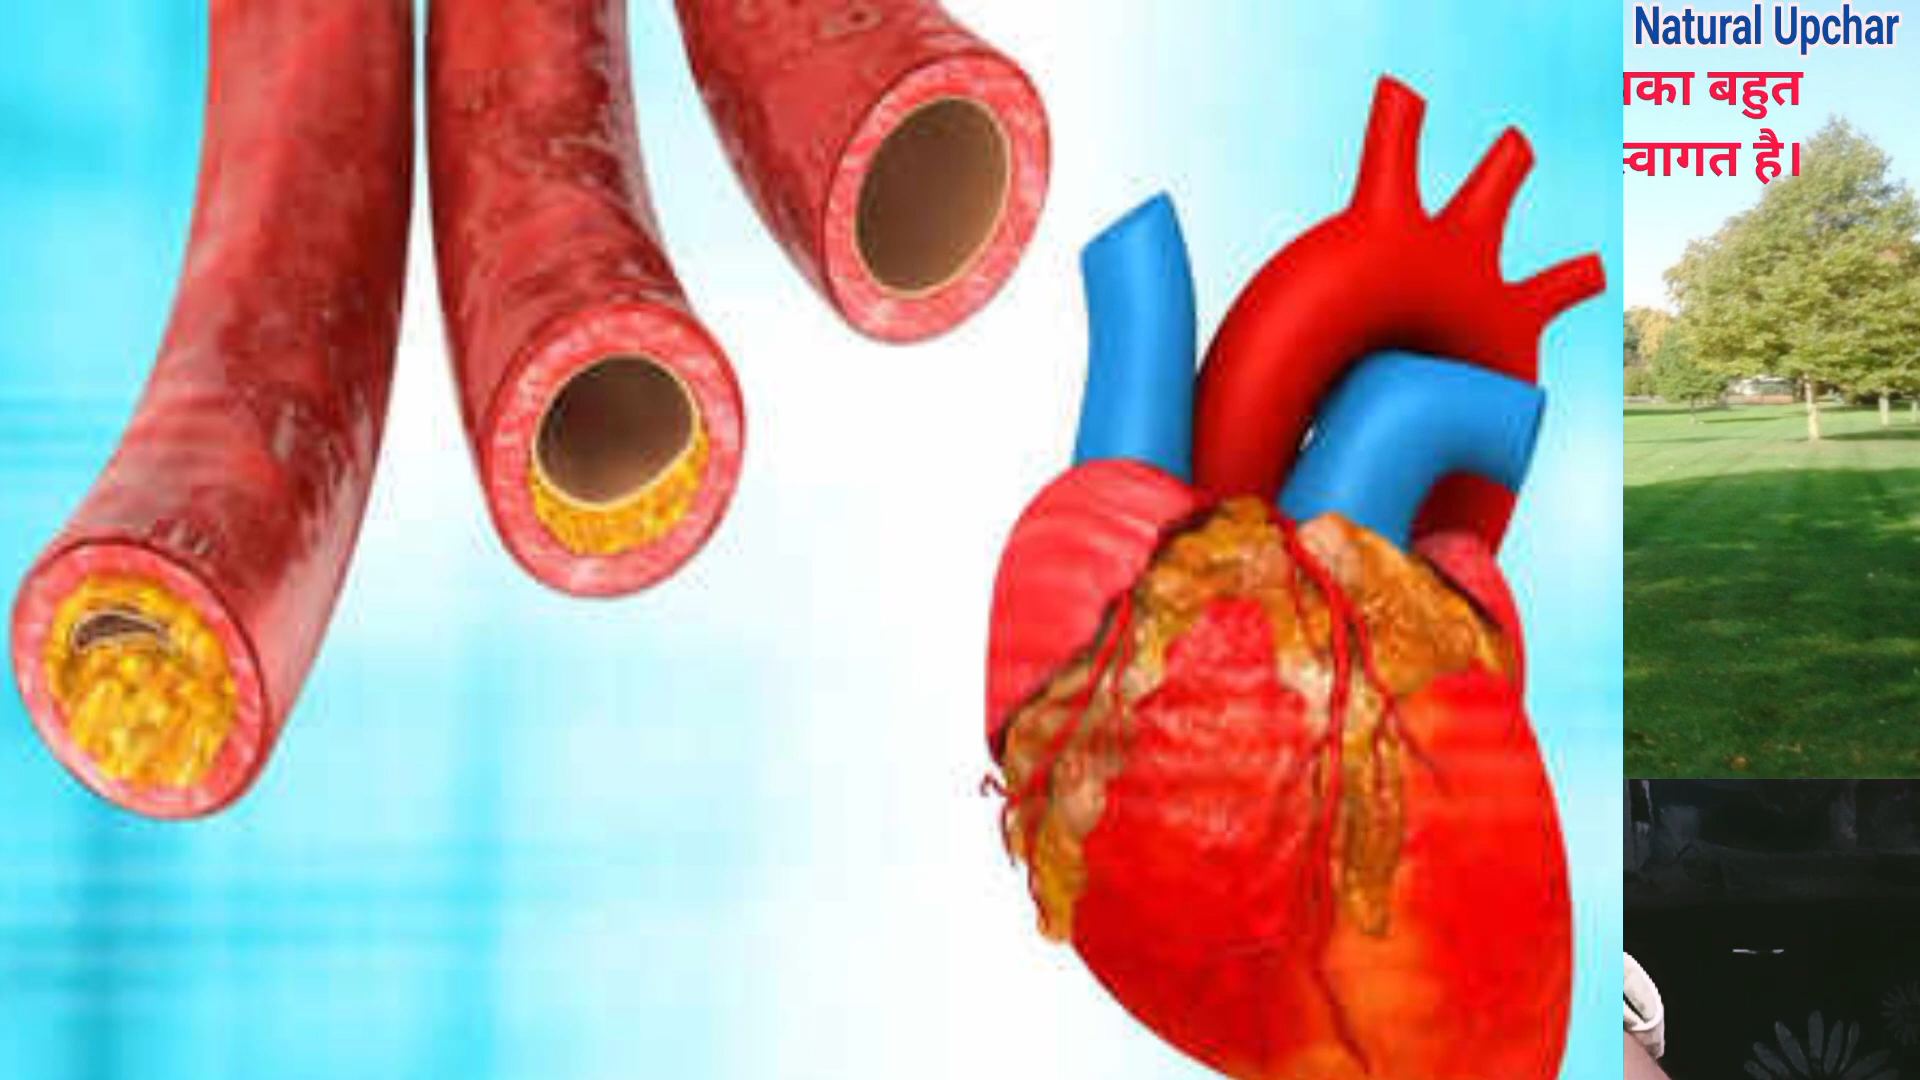 Natural Upchar
का बहुत
स्वागत है।